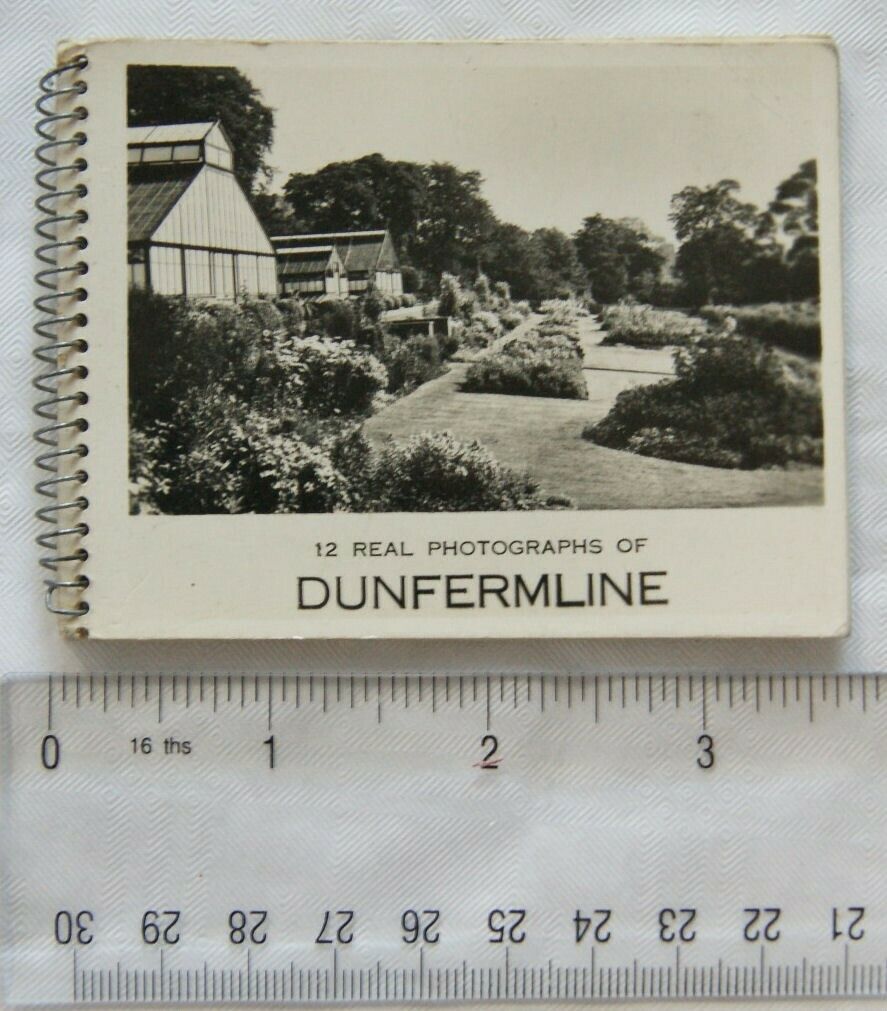 12 REAL PHOTOGRAPHS OF
DUNFERMLINE
0 16 ths 1 2 3
30 29 28 27 26 25 24 23 22 21